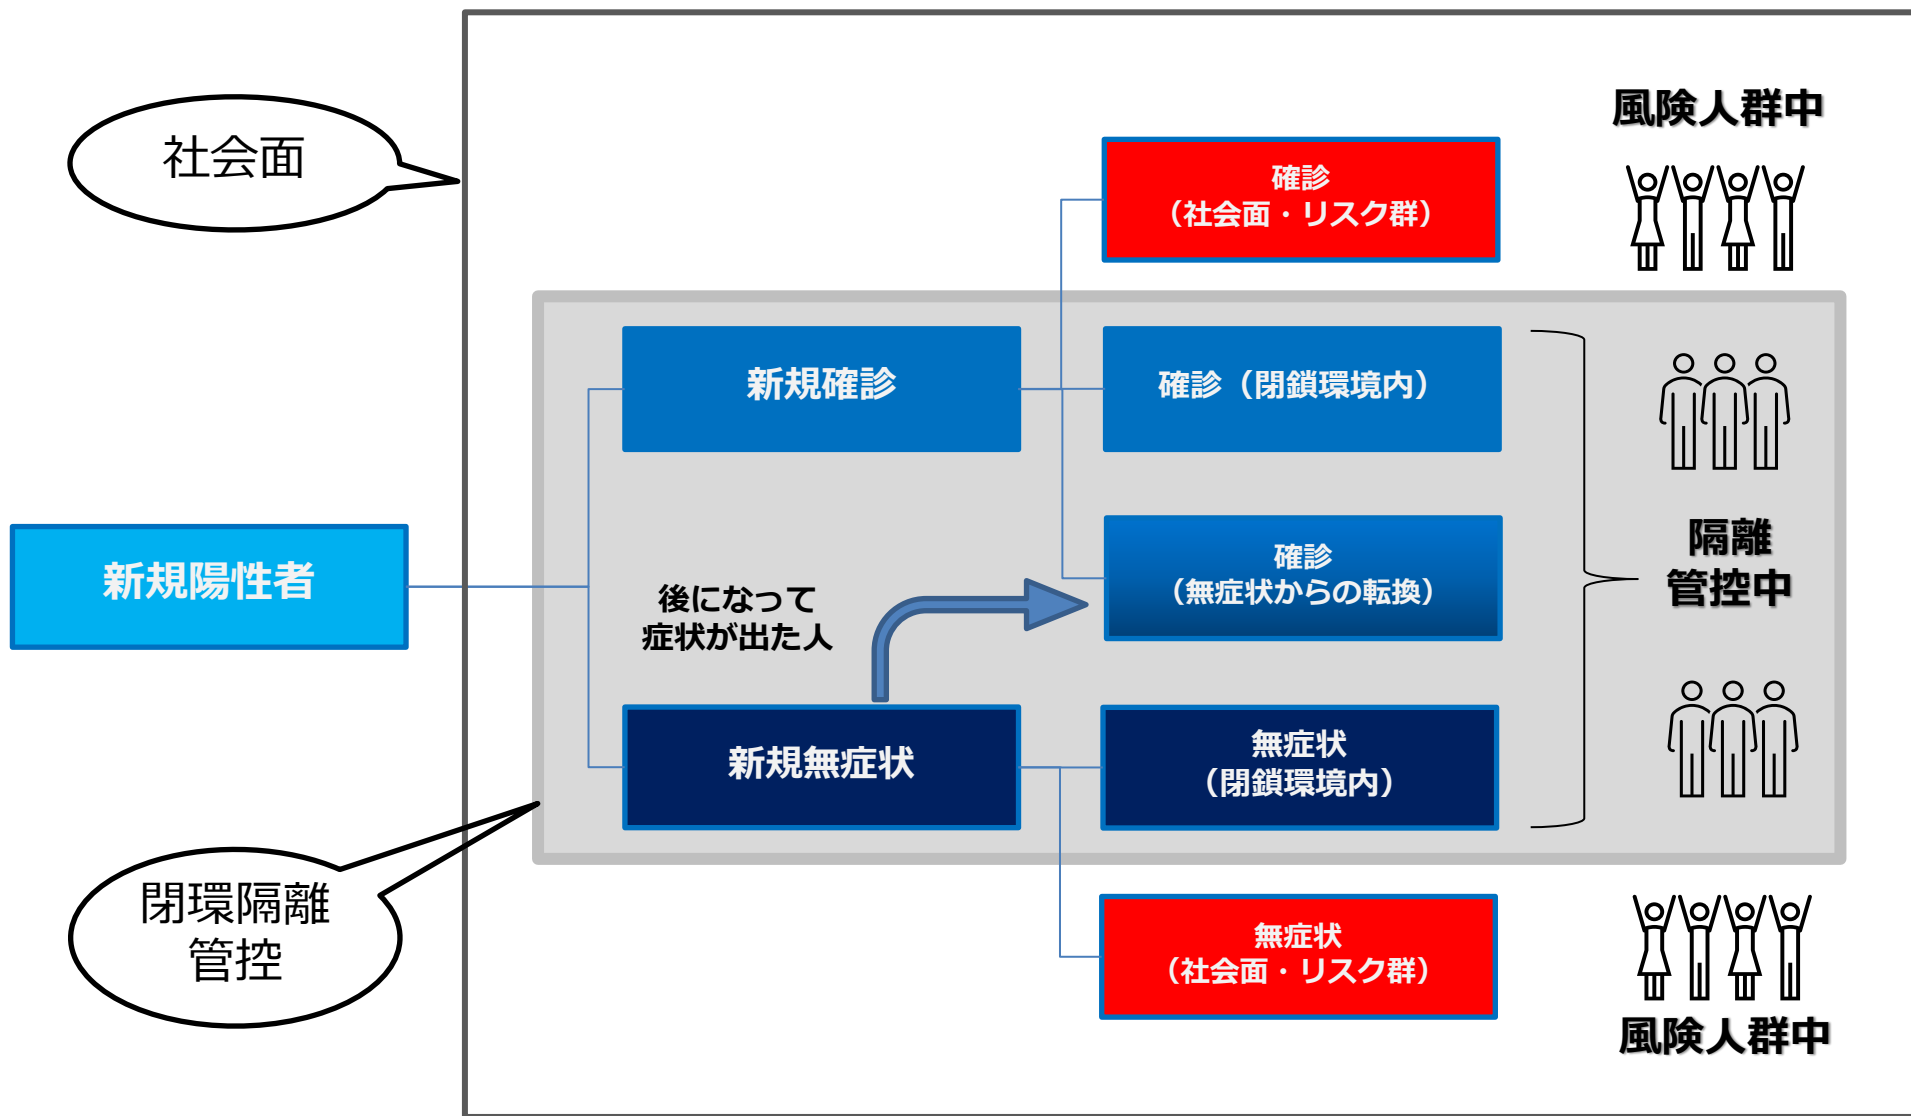 社会面
風険人群中
確診
（社会面・リスク群）
新規確診
確診（閉鎖環境内）
新規陽性者
後になって
症状が出た人
確診
（無症状からの転換）
隔離
管控中
新規無症状
無症状
（閉鎖環境内）
閉環隔離
管控
無症状
（社会面・リスク群）
風険人群中